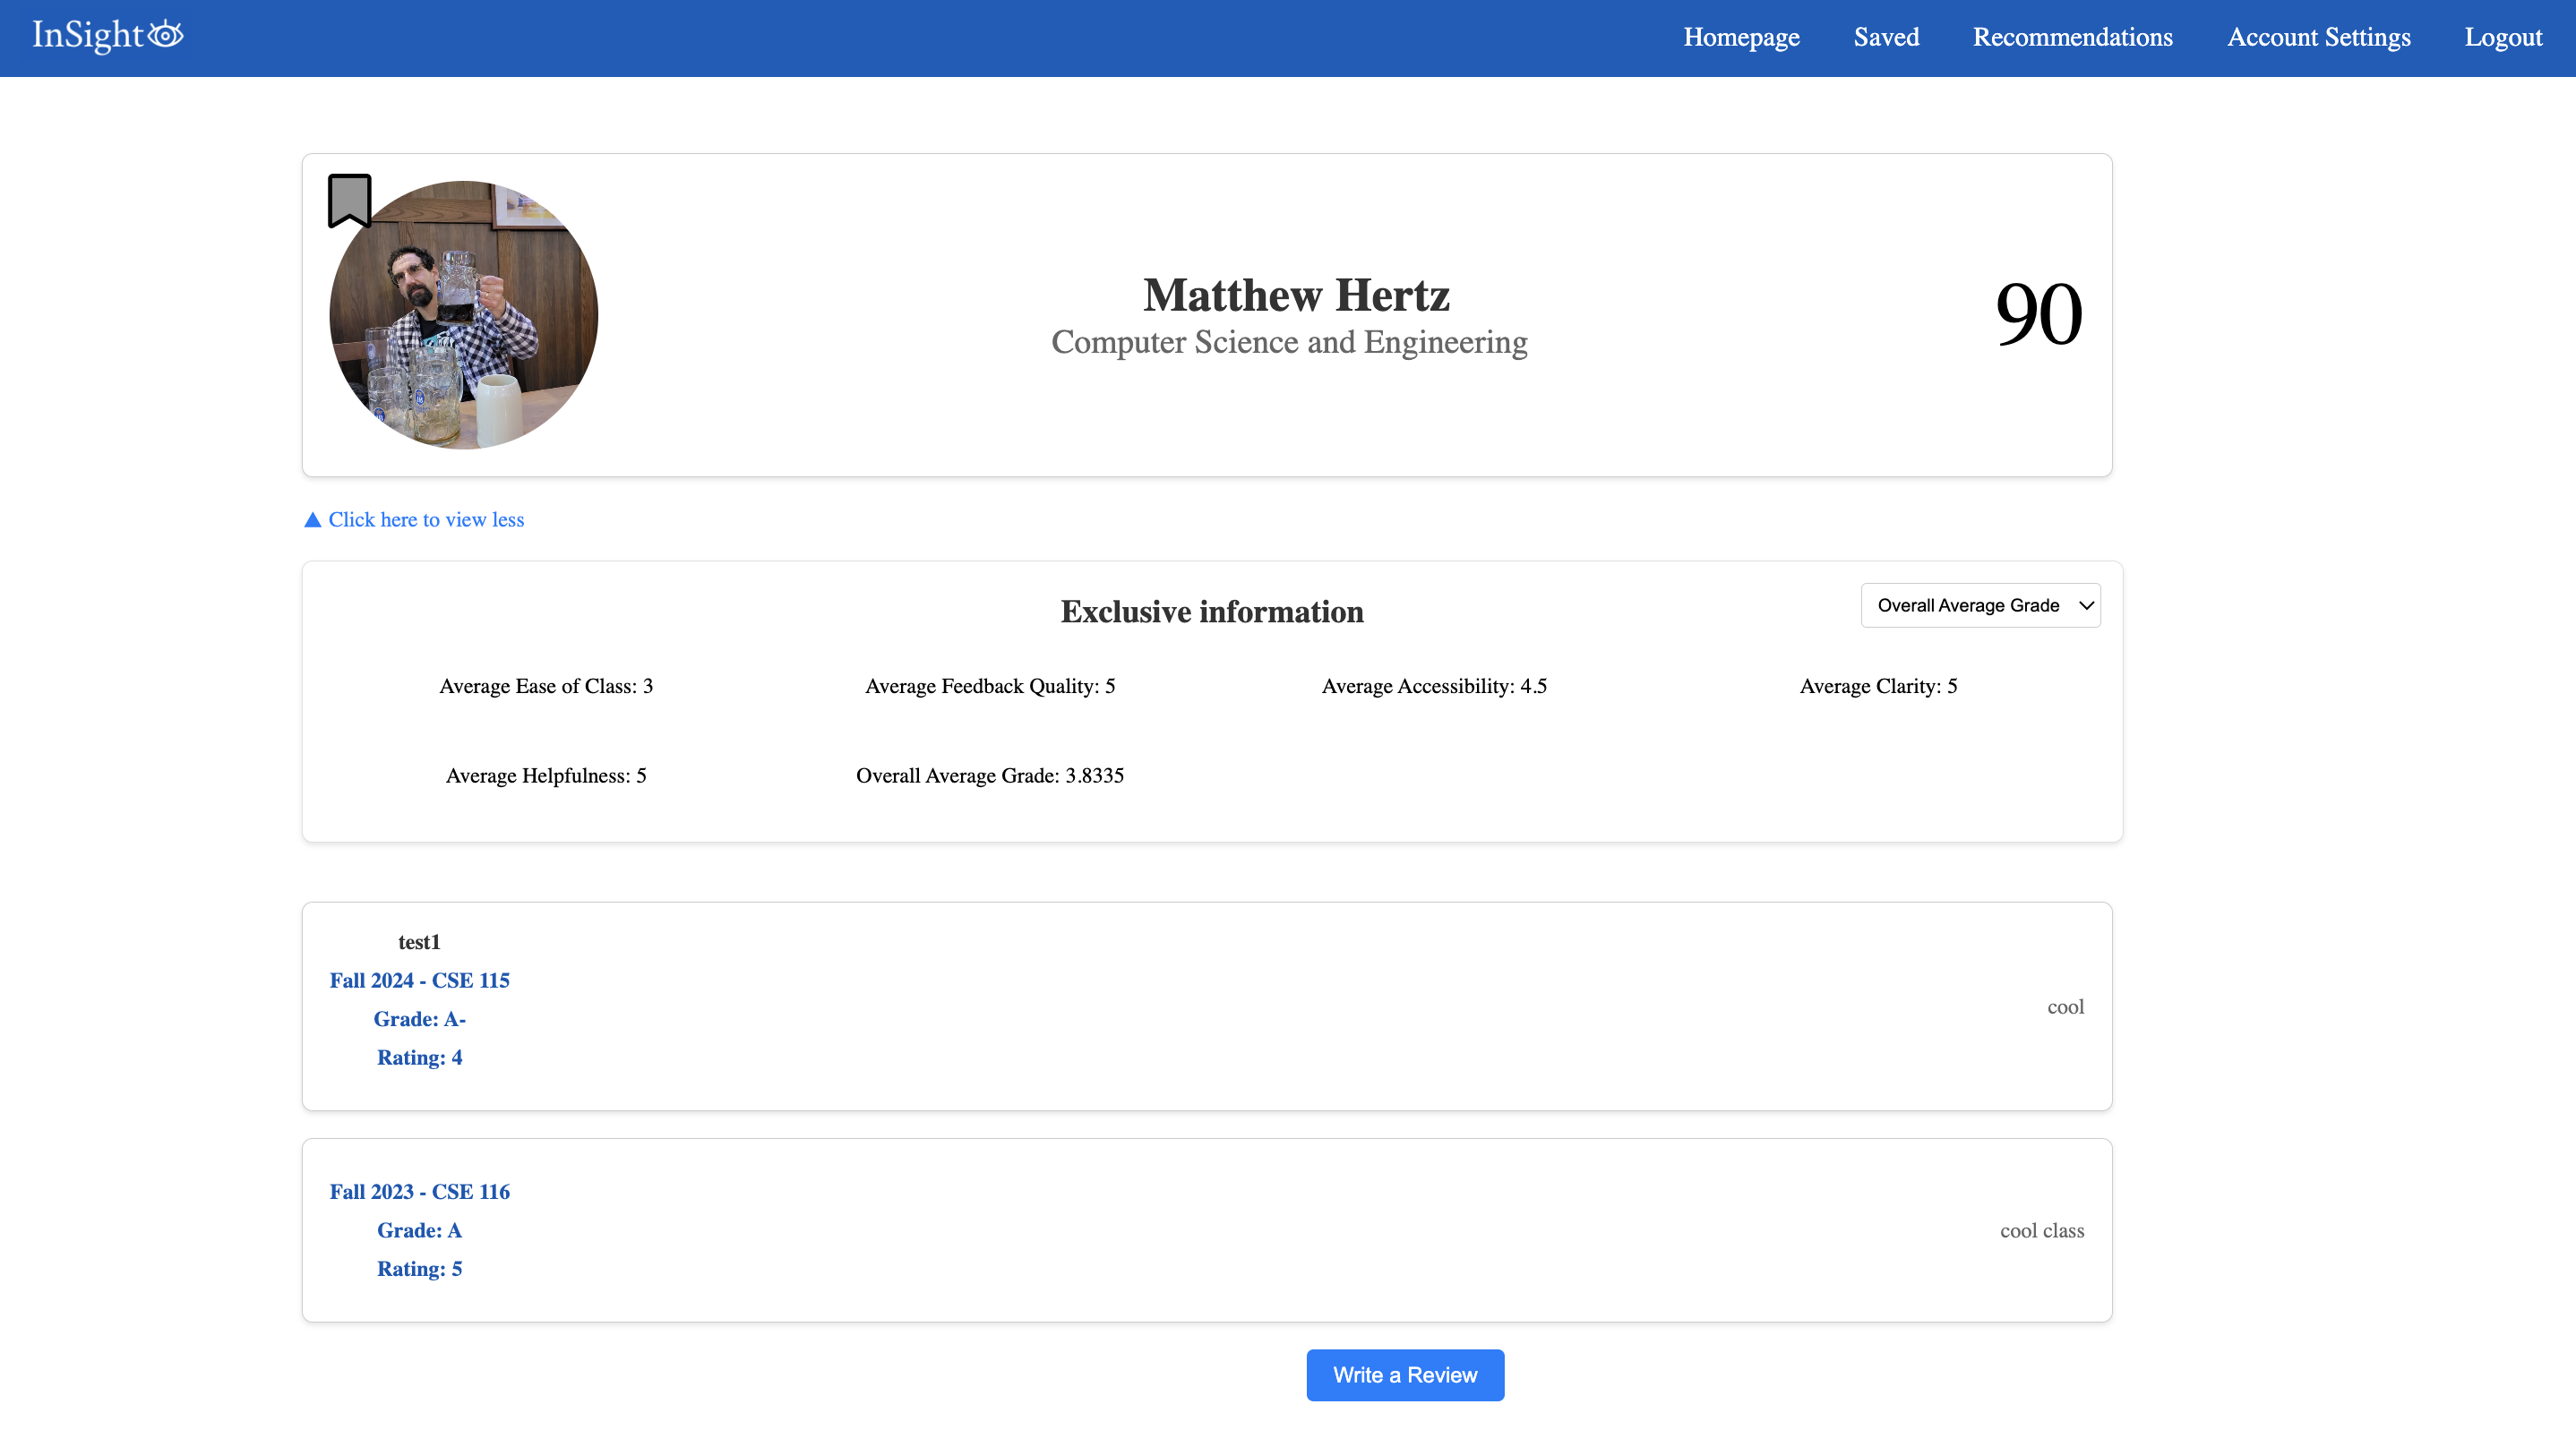 InSight
Homepage Saved Recommendations Account Settings Logout
Matthew Hertz
Computer Science and Engineering
90
Click here to view less
Exclusive information
Overall Average Grade
Average Ease of Class: 3
Average Feedback Quality: 5
Average Accessibility: 4.5
Average Clarity: 5
Average Helpfulness: 5
Overall Average Grade: 3.8335
test1
Fall 2024 - CSE 115
Grade: A-
Rating: 4
cool
Fall 2023 - CSE 116
Grade: A
Rating: 5
cool class
Write a Review